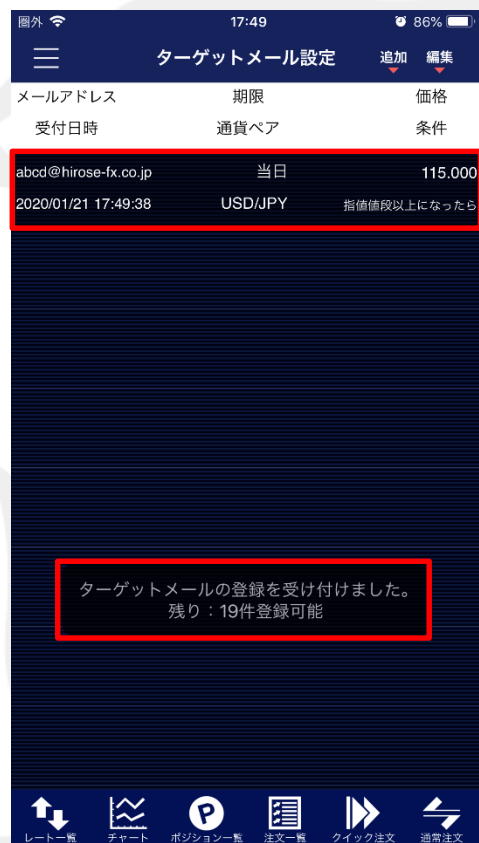 圏外 17:49 86%
ターゲットメール設定 追加 編集
メールアドレス 期限 価格
受付日時 通貨ペア 条件
abcd@hirose-fx.co.jp 当日 115.000
2020/01/21 17:49:38 USD/JPY 指値値段以上になったら
ターゲットメールの登録を受け付けました。
残り：19件登録可能
P
レート一覧 チャート ポジション一覧 注文一覧 クイック注文 通常注文